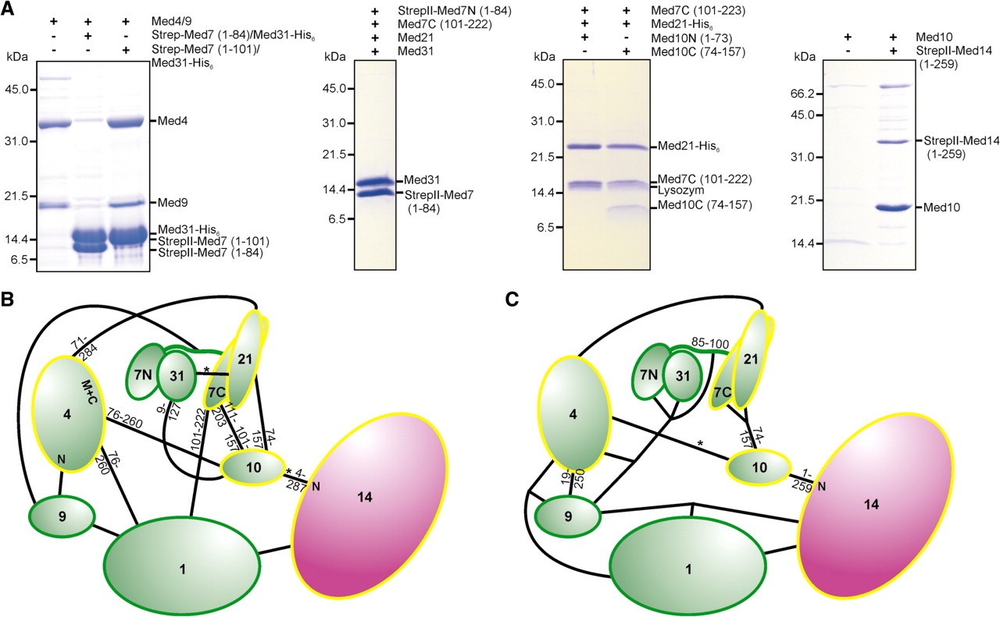 A
+ + + Med4/9
- + - Strep-Med7 (1-84)/Med31-His₆
- - + Strep-Med7 (1-101)/
Med31-His₆
kDa
45.0
31.0
21.5
14.4
6.5
Med4
Med9
Med31-His₆
StrepII-Med7 (1-101)
StrepII-Med7 (1-84)
+ StrepII-Med7N (1-84)
+ Med7C (101-222)
+ Med21
+ Med31
kDa
45.0
31.0
21.5
14.4
6.5
Med31
StrepII-Med7
(1-84)
+ + Med7C (101-223)
+ + Med21-His₆
+ - Med10N (1-73)
- + Med10C (74-157)
kDa
45.0
31.0
21.5
14.4
6.5
Med21-His₆
Med7C (101-222)
Lysozym
Med10C (74-157)
+ + Med10
- + StrepII-Med14
(1-259)
kDa
66.2
45.0
31.0
21.5
14.4
StrepII-Med14
(1-259)
Med10
B
71-
284
7N
31
*
21
7C
4
M+C
N
76-260
76-
260
9-
127
101-222
111-
203
101-
157
74-
157
10
* 4-
287
N
14
9
1
C
85-100
7N
31
21
7C
4
*
74-
157
10
1-
259
N
14
19-
250
9
1